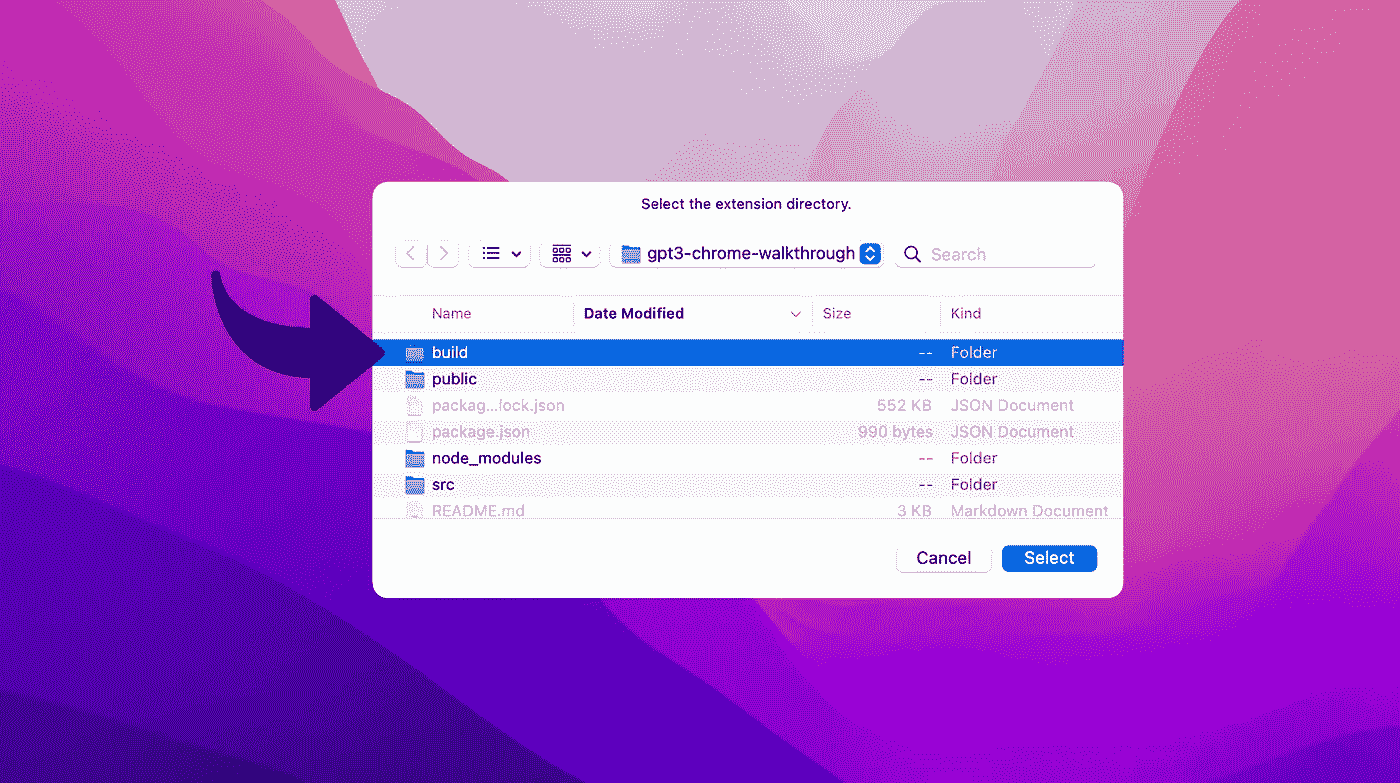 Select the extension directory.
gpt3-chrome-walkthrough Search
Name Date Modified Size Kind
build -- Folder
public -- Folder
packag...lock.json 552 KB JSON Document
package.json 990 bytes JSON Document
node_modules -- Folder
src -- Folder
README.md 3 KB Markdown Document
Cancel Select